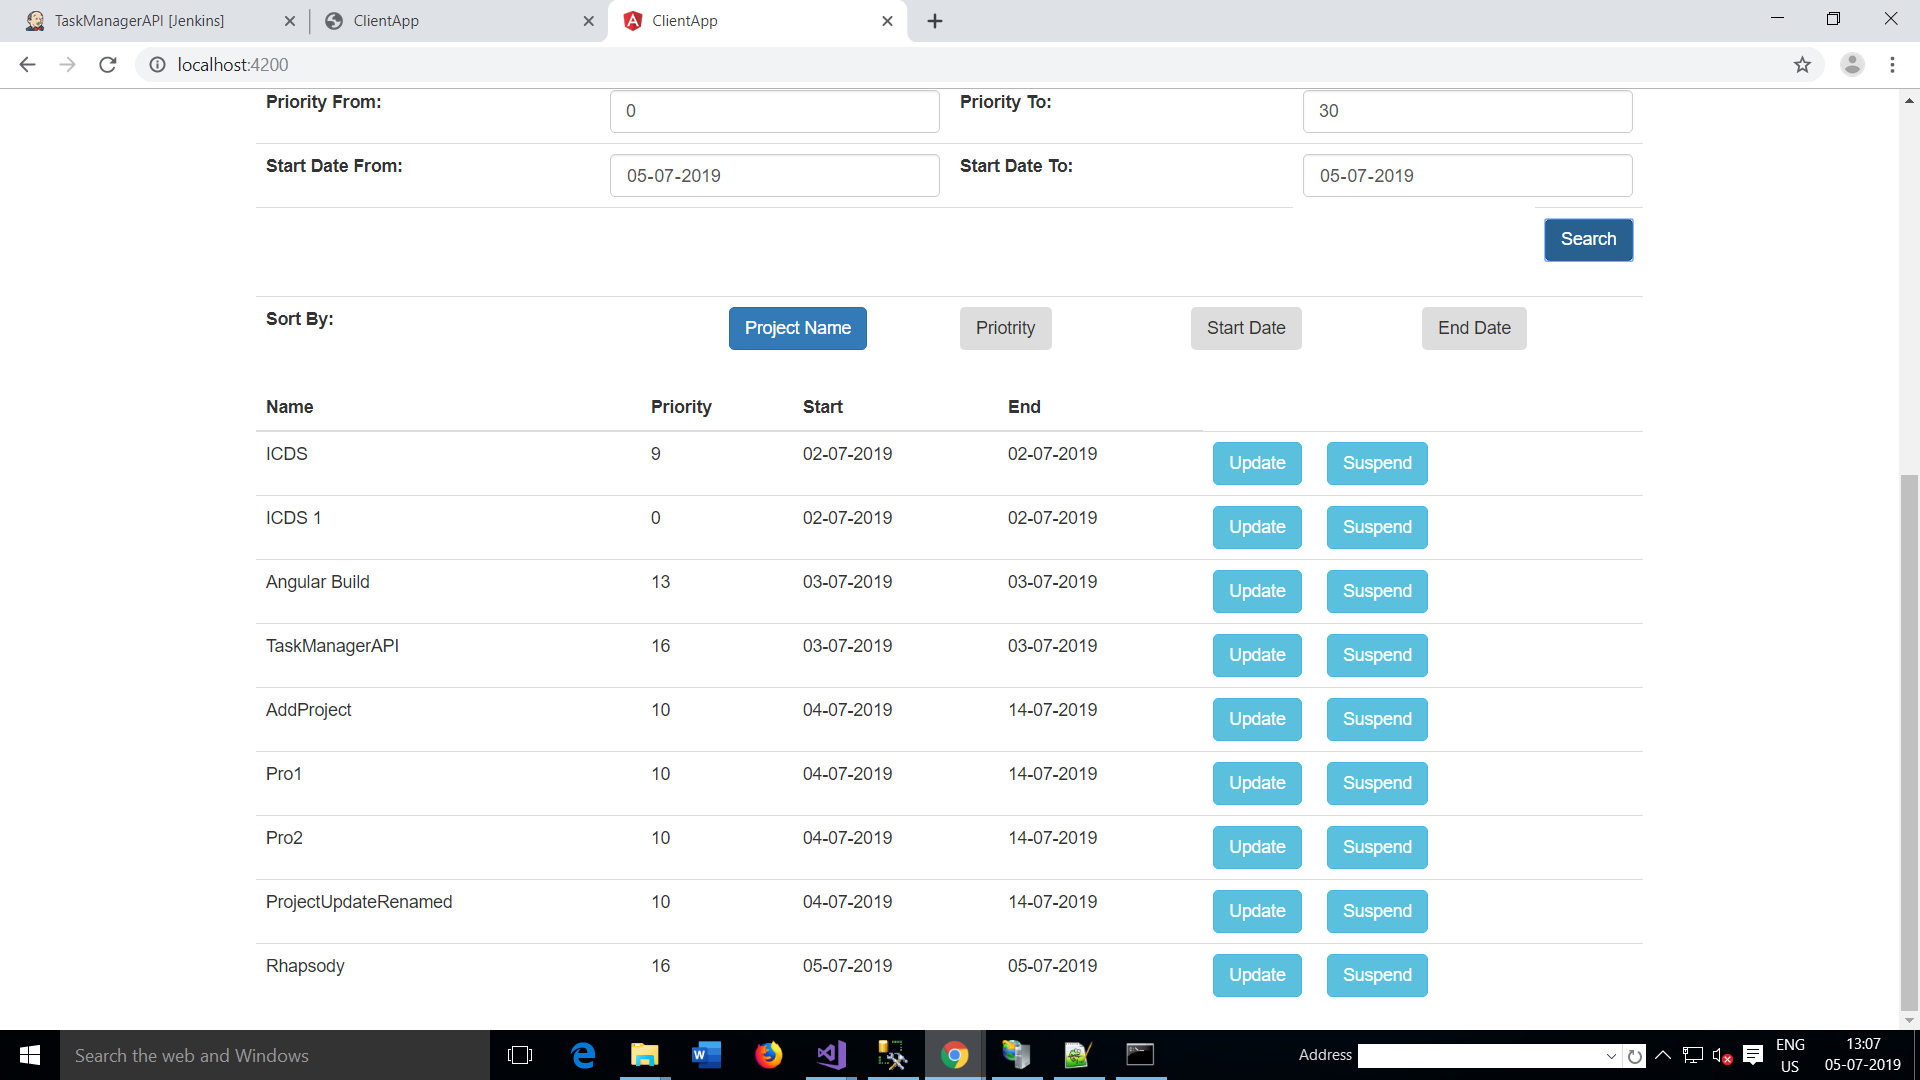 TaskManagerAPI [Jenkins] ClientApp ClientApp
localhost:4200
Priority From: 0 Priority To: 30
Start Date From: 05-07-2019 Start Date To: 05-07-2019
Search
Sort By: Project Name Priotrity Start Date End Date
Name Priority Start End
ICDS 9 02-07-2019 02-07-2019 Update Suspend
ICDS 1 0 02-07-2019 02-07-2019 Update Suspend
Angular Build 13 03-07-2019 03-07-2019 Update Suspend
TaskManagerAPI 16 03-07-2019 03-07-2019 Update Suspend
AddProject 10 04-07-2019 14-07-2019 Update Suspend
Pro1 10 04-07-2019 14-07-2019 Update Suspend
Pro2 10 04-07-2019 14-07-2019 Update Suspend
ProjectUpdateRenamed 10 04-07-2019 14-07-2019 Update Suspend
Rhapsody 16 05-07-2019 05-07-2019 Update Suspend
Search the web and Windows Address ENG 13:07
US 05-07-2019